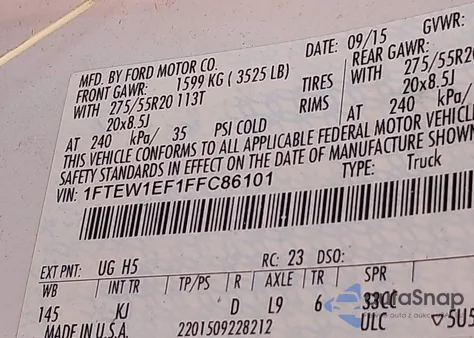 MFD. BY FORD MOTOR CO. DATE: 09/15 GVWR:
FRONT GAWR: 1599 KG ( 3525 LB) REAR GAWR:
WITH 275/55R20 113T TIRES WITH 275/55R20
20x8.5J RIMS 20x8.5J
AT 240 kPa/ 35 PSI COLD AT 240 kPa/
THIS VEHICLE CONFORMS TO ALL APPLICABLE FEDERAL MOTOR VEHICLE
SAFETY STANDARDS IN EFFECT ON THE DATE OF MANUFACTURE SHOWN
VIN: 1FTEW1EF1FFC86101 TYPE: Truck
EXT PNT: UG H5 RC: 23 DSO:
WB INT TR TP/PS R AXLE TR SPR
145 KJ D L9 6 33CC
MADE IN U.S.A. 2201509228212 ULC ▽5U5